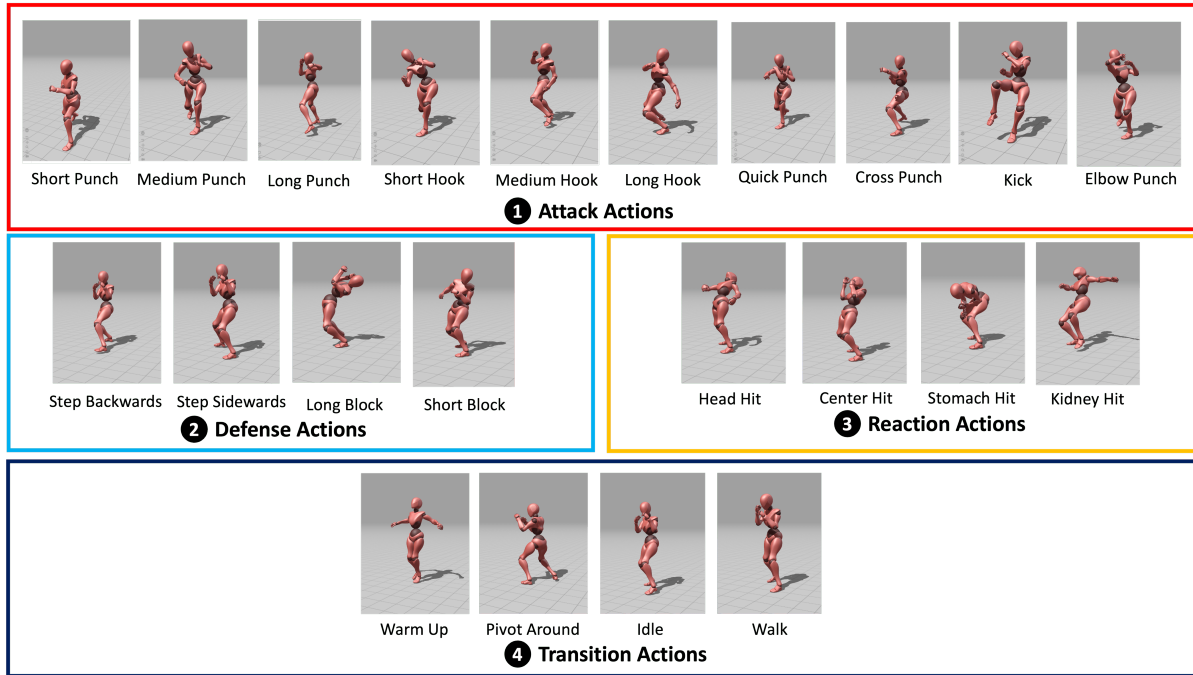 Short Punch
Medium Punch
Long Punch
Short Hook
Medium Hook
Long Hook
Quick Punch
Cross Punch
Kick
Elbow Punch
1 Attack Actions
Step Backwards
Step Sidewards
Long Block
Short Block
2 Defense Actions
Head Hit
Center Hit
Stomach Hit
Kidney Hit
3 Reaction Actions
Warm Up
Pivot Around
Idle
Walk
4 Transition Actions